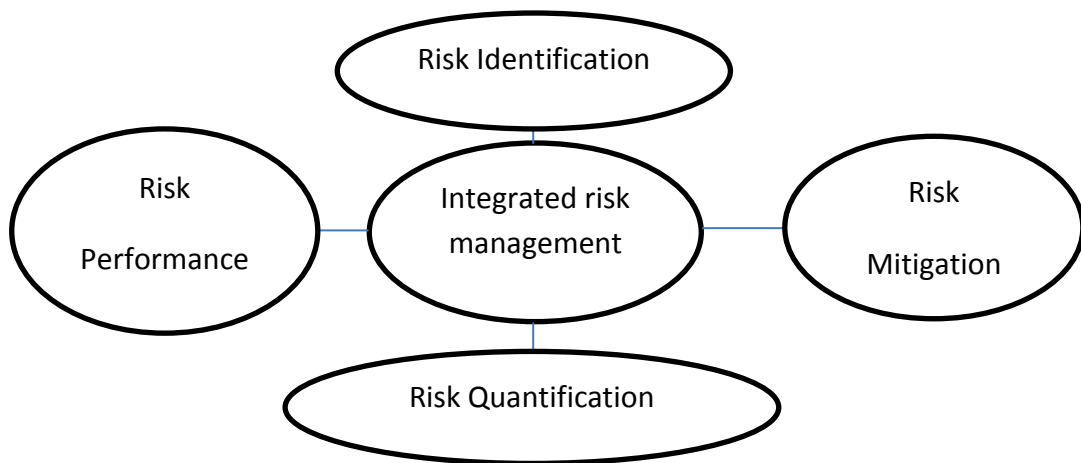 Risk Identification
Risk
Performance
Integrated risk
management
Risk
Mitigation
Risk Quantification